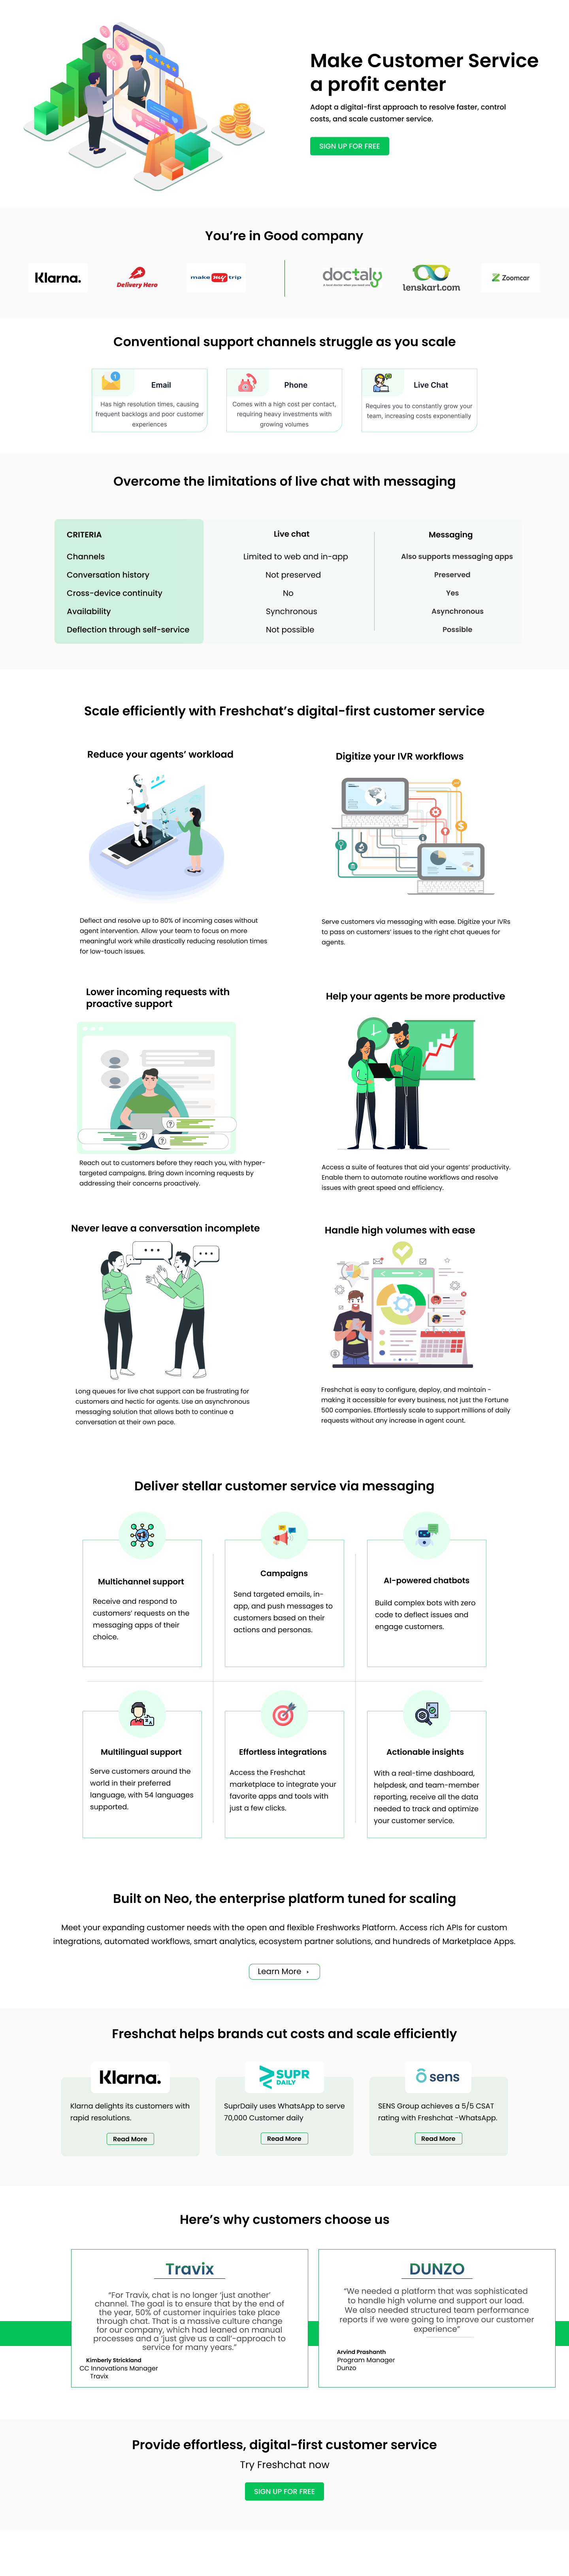 Make Customer Service
a profit center
Adopt a digital-first approach to resolve faster, control
costs, and scale customer service.
SIGN UP FOR FREE
You’re in Good company
Klarna.
Delivery Hero
make my trip
doctaly
lenskart.com
Zoomcar
Conventional support channels struggle as you scale
Email
Has high resolution times, causing
frequent backlogs and poor customer
experiences
Phone
Comes with a high cost per contact,
requiring heavy investments with
growing volumes
Live Chat
Requires you to constantly grow your
team, increasing costs exponentially
Overcome the limitations of live chat with messaging
CRITERIA Live chat Messaging
Channels Limited to web and in-app Also supports messaging apps
Conversation history Not preserved Preserved
Cross-device continuity No Yes
Availability Synchronous Asynchronous
Deflection through self-service Not possible Possible
Scale efficiently with Freshchat’s digital-first customer service
Reduce your agents’ workload
Deflect and resolve up to 80% of incoming cases without
agent intervention. Allow your team to focus on more
meaningful work while drastically reducing resolution times
for low-touch issues.
Digitize your IVR workflows
Serve customers via messaging with ease. Digitize your IVRs
to pass on customers’ issues to the right chat queues for
agents.
Lower incoming requests with
proactive support
Reach out to customers before they reach you, with hyper-
targeted campaigns. Bring down incoming requests by
addressing their concerns proactively.
Help your agents be more productive
Access a suite of features that aid your agents’ productivity.
Enable them to automate routine workflows and resolve
issues with great speed and efficiency.
Never leave a conversation incomplete
Long queues for live chat support can be frustrating for
customers and hectic for agents. Use an asynchronous
messaging solution that allows both to continue a
conversation at their own pace.
Handle high volumes with ease
Freshchat is easy to configure, deploy, and maintain -
making it accessible for every business, not just the Fortune
500 companies. Effortlessly scale to support millions of daily
requests without any increase in agent count.
Deliver stellar customer service via messaging
Multichannel support
Receive and respond to
customers’ requests on the
messaging apps of their
choice.
Campaigns
Send targeted emails, in-
app, and push messages to
customers based on their
actions and personas.
AI-powered chatbots
Build complex bots with zero
code to deflect issues and
engage customers.
Multilingual support
Serve customers around the
world in their preferred
language, with 54 languages
supported.
Effortless integrations
Access the Freshchat
marketplace to integrate your
favorite apps and tools with
just a few clicks.
Actionable insights
With a real-time dashboard,
helpdesk, and team-member
reporting, receive all the data
needed to track and optimize
your customer service.
Built on Neo, the enterprise platform tuned for scaling
Meet your expanding customer needs with the open and flexible Freshworks Platform. Access rich APIs for custom
integrations, automated workflows, smart analytics, ecosystem partner solutions, and hundreds of Marketplace Apps.
Learn More
Freshchat helps brands cut costs and scale efficiently
Klarna.
Klarna delights its customers with
rapid resolutions.
Read More
SUPR
DAILY
SuprDaily uses WhatsApp to serve
70,000 Customer daily
Read More
sens
SENS Group achieves a 5/5 CSAT
rating with Freshchat -WhatsApp.
Read More
Here’s why customers choose us
Travix
“For Travix, chat is no longer ‘just another’
channel. The goal is to ensure that by the end of
the year, 50% of customer inquiries take place
through chat. That is a massive culture change
for our company, which had leaned on manual
processes and a ‘just give us a call’-approach to
service for many years.”
Kimberly Strickland
CC Innovations Manager
Travix
DUNZO
“We needed a platform that was sophisticated
to handle high volume and support our load.
We also needed structured team performance
reports if we were going to improve our customer
experience”
Arvind Prashanth
Program Manager
Dunzo
Provide effortless, digital-first customer service
Try Freshchat now
SIGN UP FOR FREE